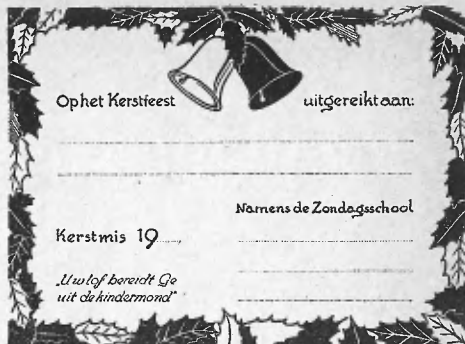 Op het Kerstfeest uitgereikt aan:
Namens de Zondagsschool
Kerstmis 19
„Uw lof bereidt Ge
uit de kindermond"